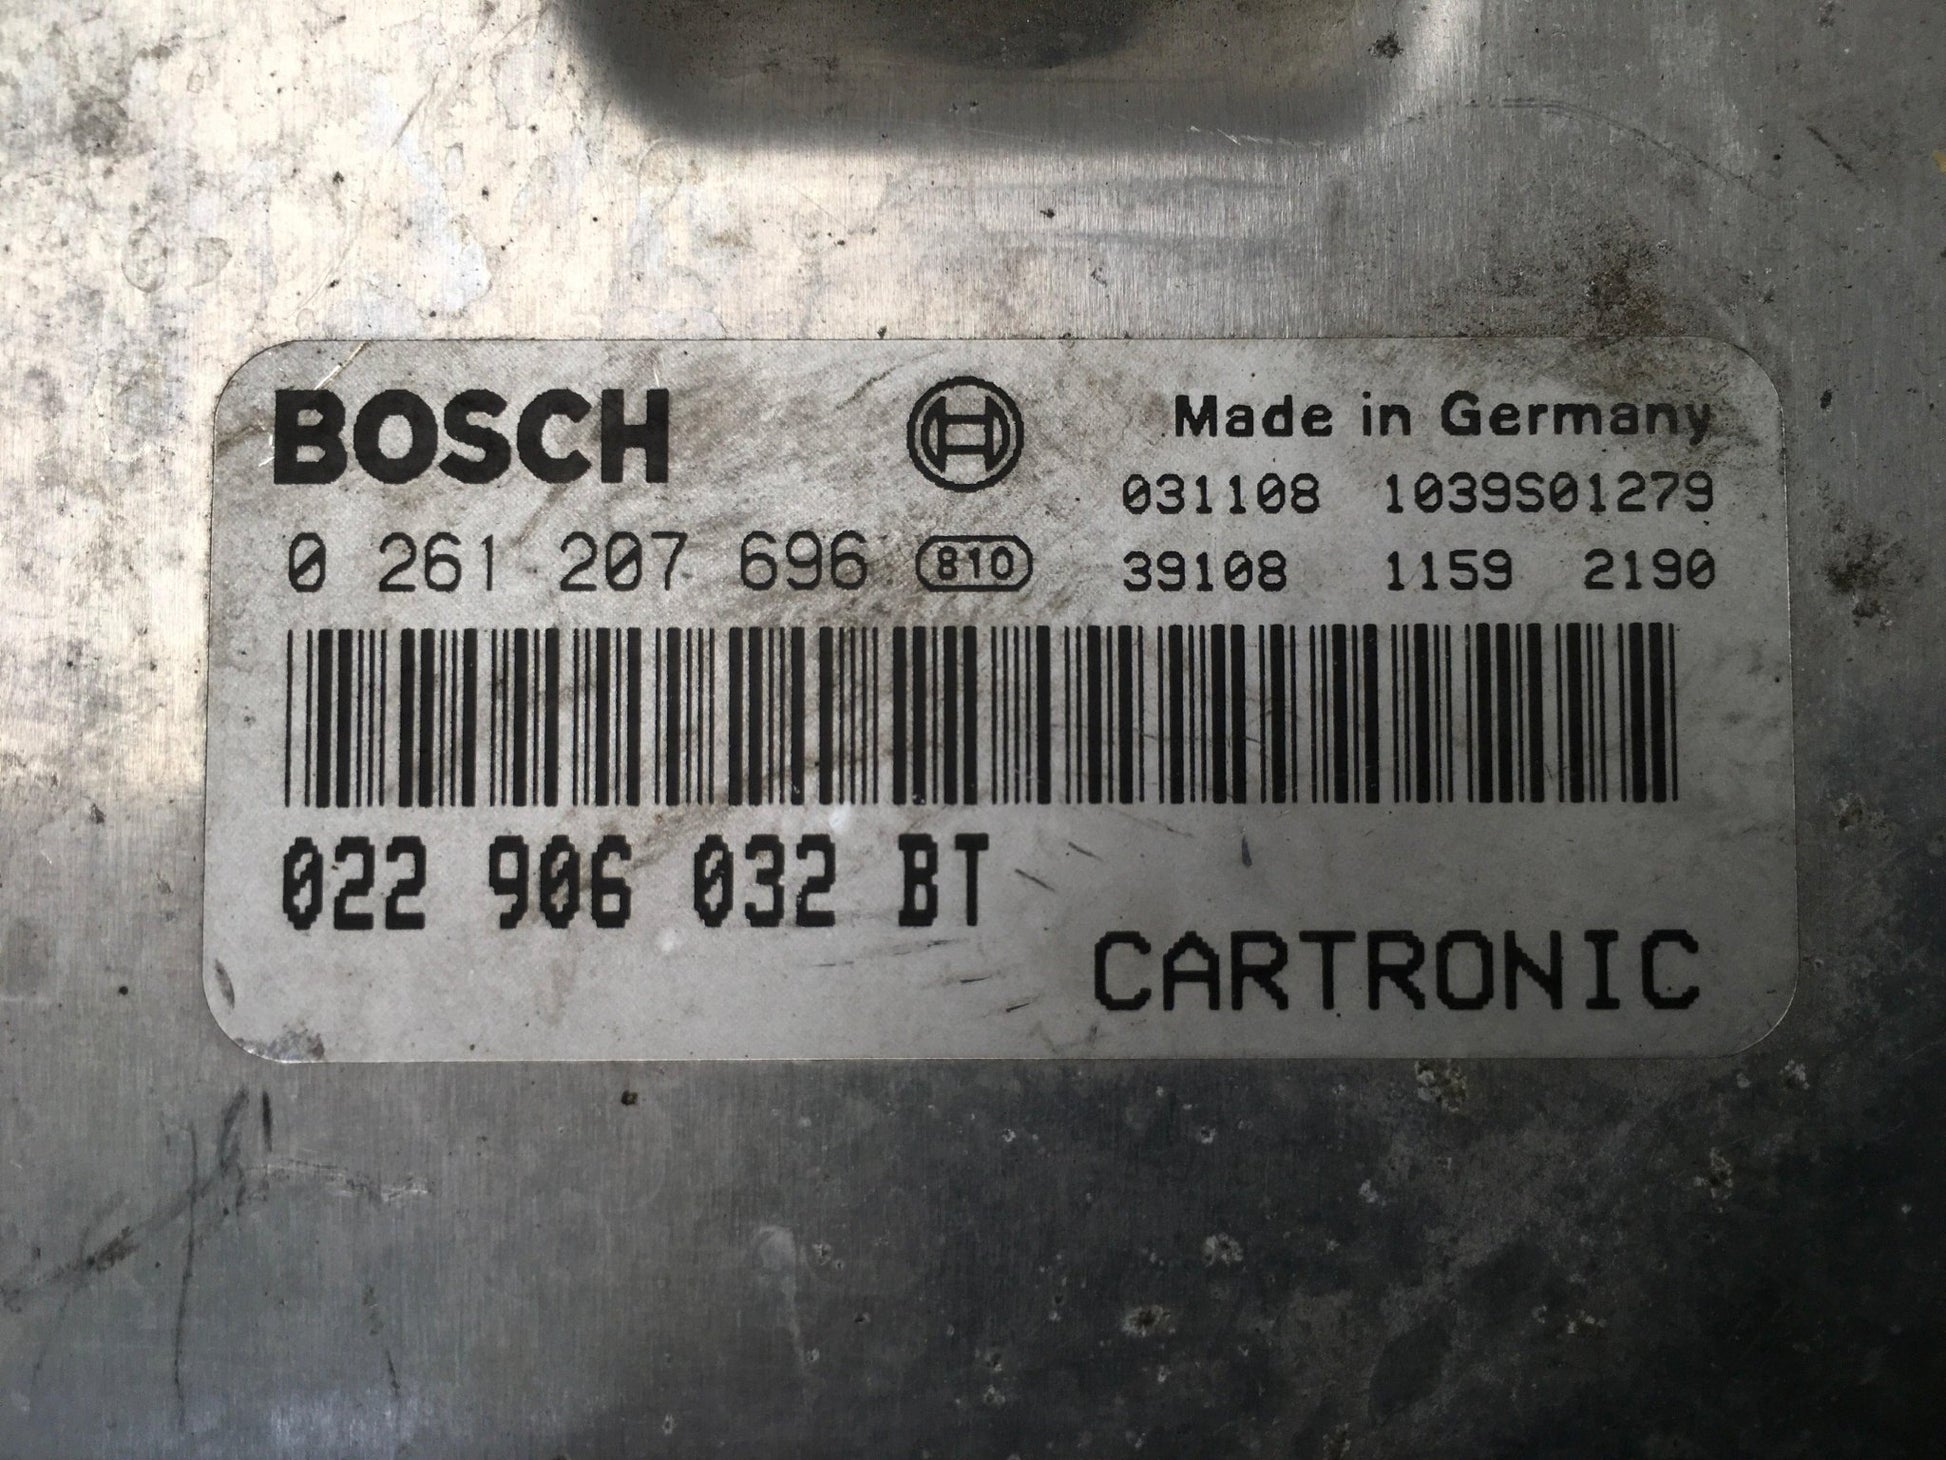 BOSCH
Made in Germany
031108 1039S01279
0 261 207 696 810
39108 1159 2190
022 906 032 BT
CARTRONIC